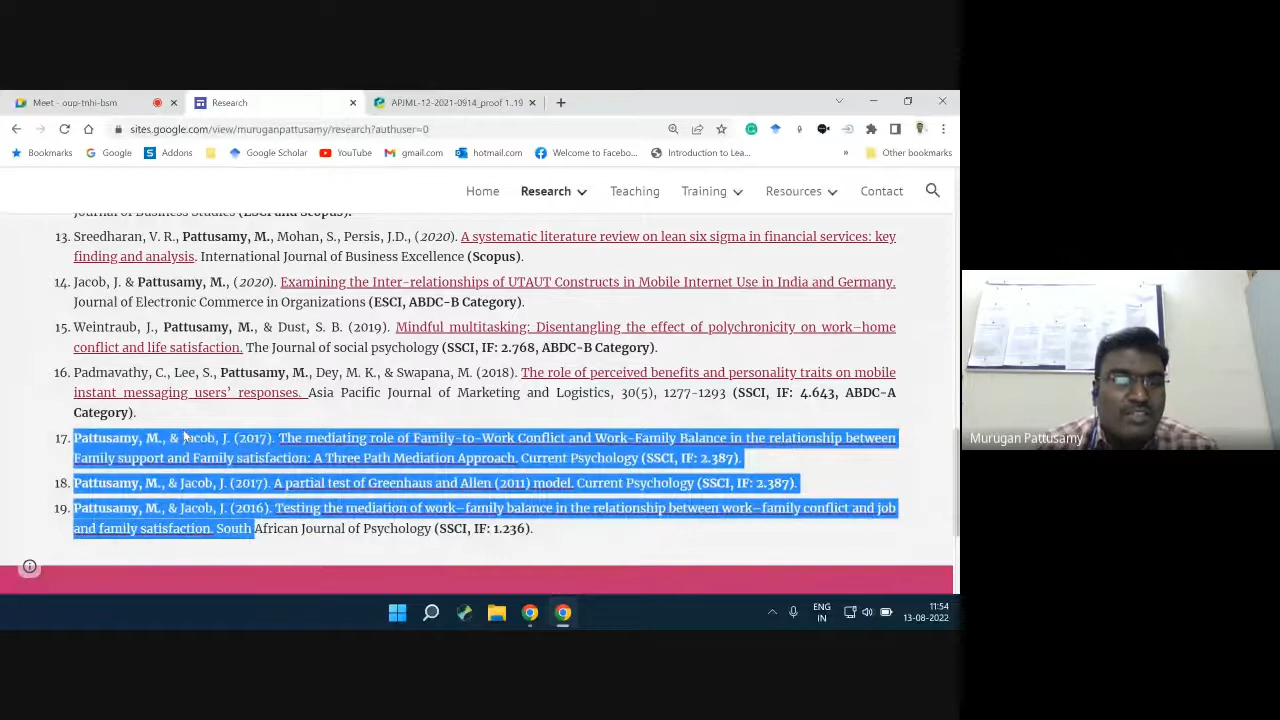 Meet - oup-tnhi-bsm
Research
APJML-12-2021-0914_proof 1..19
sites.google.com/view/muruganpattusamy/research?authuser=0
Bookmarks Google Addons Google Scholar YouTube gmail.com hotmail.com Welcome to Facebo... Introduction to Lea... » Other bookmarks
Home Research Teaching Training Resources Contact
Journal of Business Studies (ESCI and Scopus).
13. Sreedharan, V. R., Pattusamy, M., Mohan, S., Persis, J.D., (2020). A systematic literature review on lean six sigma in financial services: key
finding and analysis. International Journal of Business Excellence (Scopus).
14. Jacob, J. & Pattusamy, M., (2020). Examining the Inter-relationships of UTAUT Constructs in Mobile Internet Use in India and Germany.
Journal of Electronic Commerce in Organizations (ESCI, ABDC-B Category).
15. Weintraub, J., Pattusamy, M., & Dust, S. B. (2019). Mindful multitasking: Disentangling the effect of polychronicity on work–home
conflict and life satisfaction. The Journal of social psychology (SSCI, IF: 2.768, ABDC-B Category).
16. Padmavathy, C., Lee, S., Pattusamy, M., Dey, M. K., & Swapana, M. (2018). The role of perceived benefits and personality traits on mobile
instant messaging users' responses. Asia Pacific Journal of Marketing and Logistics, 30(5), 1277-1293 (SSCI, IF: 4.643, ABDC-A
Category).
17. Pattusamy, M., & Jacob, J. (2017). The mediating role of Family-to-Work Conflict and Work-Family Balance in the relationship between
Family support and Family satisfaction: A Three Path Mediation Approach. Current Psychology (SSCI, IF: 2.387).
18. Pattusamy, M., & Jacob, J. (2017). A partial test of Greenhaus and Allen (2011) model. Current Psychology (SSCI, IF: 2.387).
19. Pattusamy, M., & Jacob, J. (2016). Testing the mediation of work–family balance in the relationship between work–family conflict and job
and family satisfaction. South African Journal of Psychology (SSCI, IF: 1.236).
Murugan Pattusamy
ENG
IN
11:54
13-08-2022